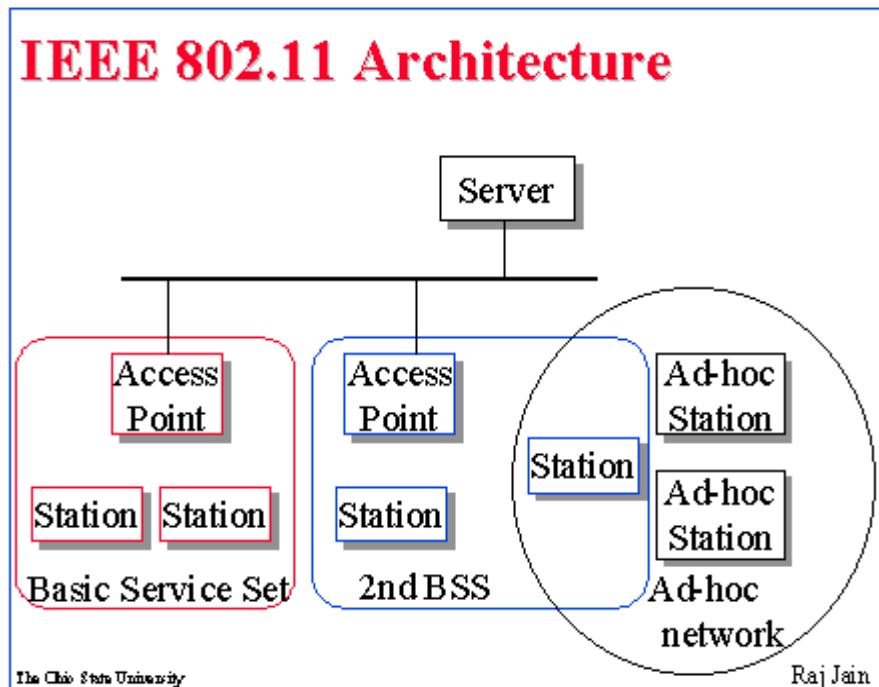 IEEE 802.11 Architecture
Server
Access
Point
Access
Point
Ad-hoc
Station
Station
Ad-hoc
Station
Station
Station
Station
Basic Service Set
2nd BSS
Ad-hoc
network
The Ohio State University
Raj Jain